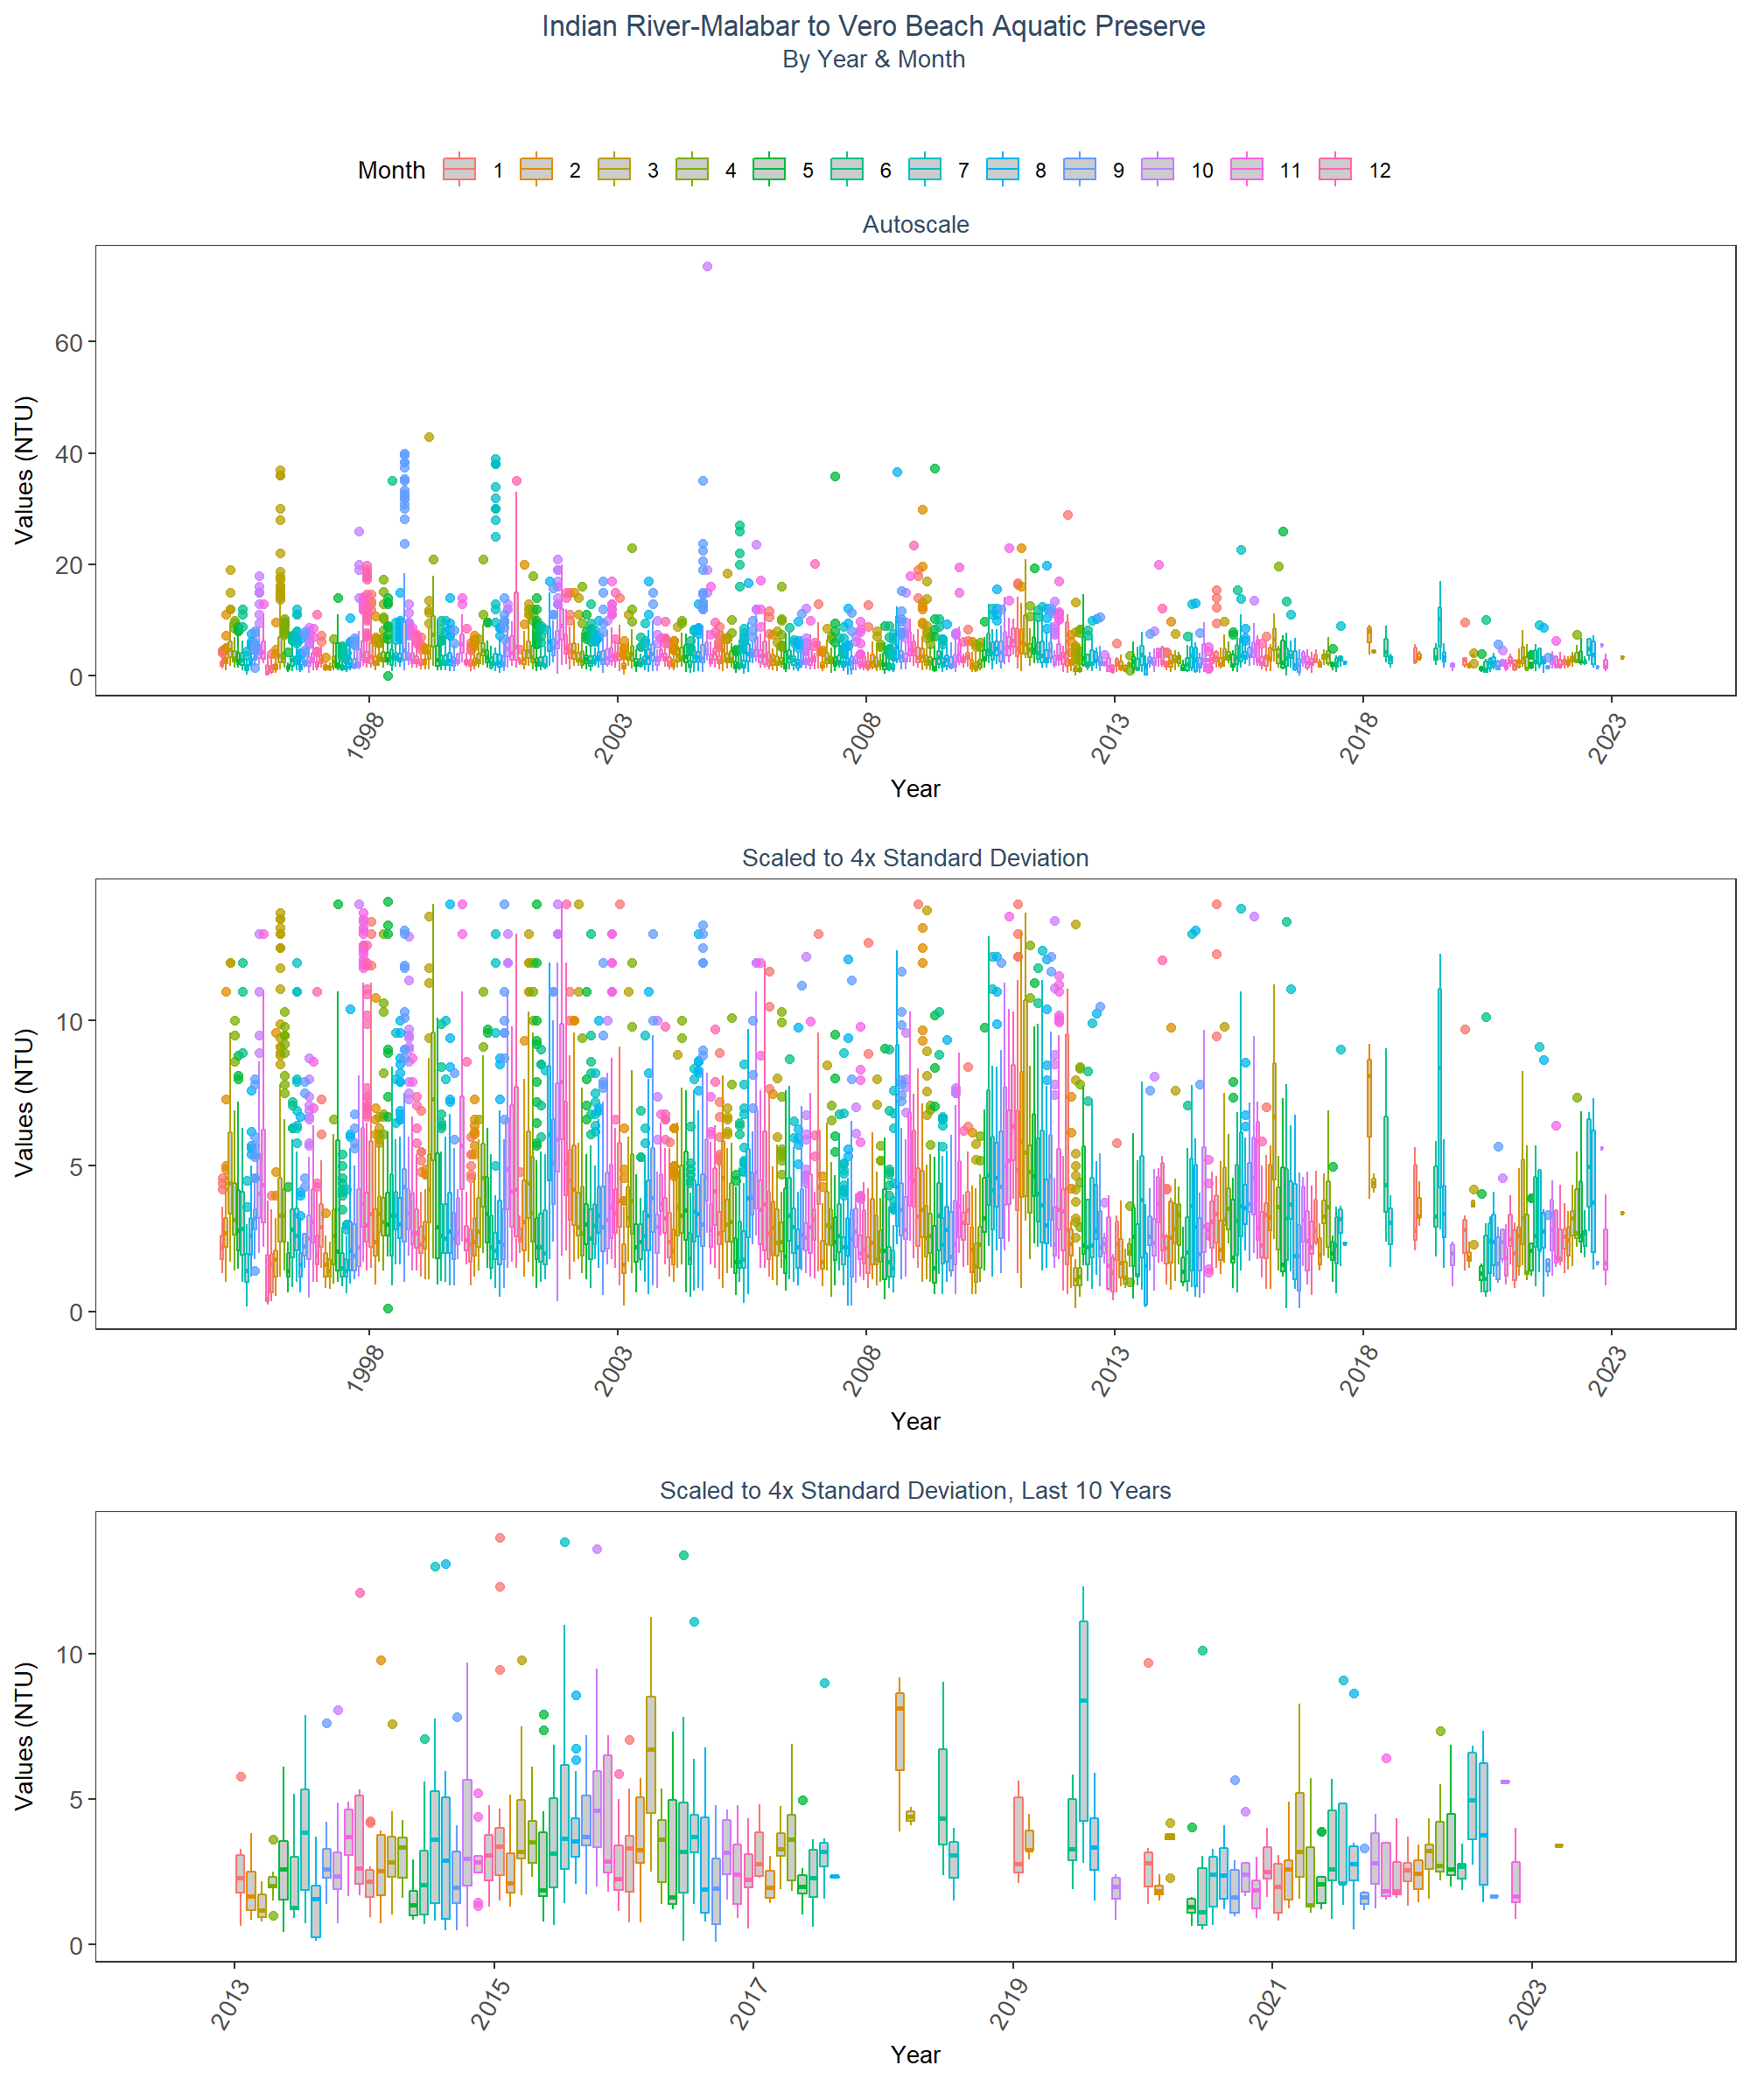 Indian River-Malabar to Vero Beach Aquatic Preserve
By Year & Month
Month 1 2 3 4 5 6 7 8 9 10 11 12
Autoscale
Values (NTU)
60
40
20
0
1998 2003 2008 2013 2018 2023
Year
Scaled to 4x Standard Deviation
Values (NTU)
10
5
0
1998 2003 2008 2013 2018 2023
Year
Scaled to 4x Standard Deviation, Last 10 Years
Values (NTU)
10
5
0
2013 2015 2017 2019 2021 2023
Year